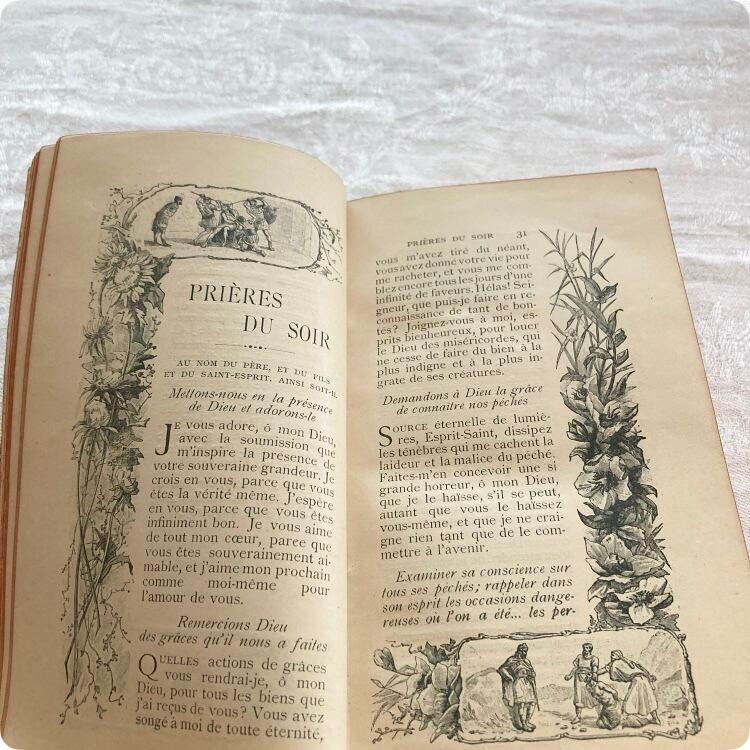 PRIÈRES
DU SOIR
AU NOM DU PÈRE, ET DU FILS
ET DU SAINT-ESPRIT. AINSI SOIT-IL
Mettons-nous en la présence
de Dieu et adorons-le
JE vous adore, ô mon Dieu,
avec la soumission que
m'inspire la présence de
votre souveraine grandeur. Je
crois en vous, parce que vous
êtes la vérité même. J'espère
en vous, parce que vous êtes
infiniment bon. Je vous aime
de tout mon cœur, parce que
vous êtes souverainement ai-
mable, et j'aime mon prochain
comme moi-même pour
l'amour de vous.
Remercions Dieu
des grâces qu'il nous a faites
QUELLES actions de grâces
vous rendrai-je, ô mon
Dieu, pour tous les biens que
j'ai reçus de vous? Vous avez
songé à moi de toute éternité,
PRIÈRES DU SOIR 31
vous m'avez tiré du néant,
vous avez donné votre vie pour
me racheter, et vous me com-
blez encore tous les jours d'une
infinité de faveurs. Hélas! Sei-
gneur, que puis-je faire en re-
connaissance de tant de bon-
tés? Joignez-vous à moi, es-
prits bienheureux, pour louer
le Dieu des miséricordes, qui
ne cesse de faire du bien à la
plus indigne et à la plus in-
grate de ses créatures.
Demandons à Dieu la grâce
de connaître nos péchés
SOURCE éternelle de lumiè-
res, Esprit-Saint, dissipez
les ténèbres qui me cachent la
laideur et la malice du péché.
Faites-m'en concevoir une si
grande horreur, ô mon Dieu,
que je le haïsse, s'il se peut,
autant que vous le haïssez
vous-même, et que je ne crai-
gne rien tant que de le com-
mettre à l'avenir.
Examiner sa conscience sur
tous ses péchés; rappeler dans
son esprit les occasions dange-
reuses où l'on a été... les per-